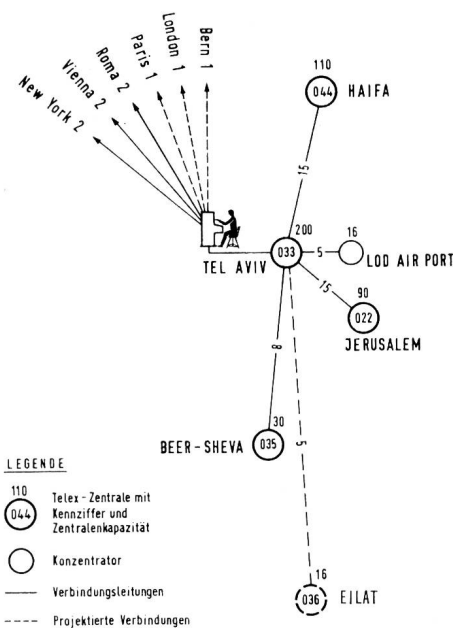 New York 2
Vienna 2
Roma 2
Paris 1
London 1
Bern 1
110
044
HAIFA
15
200
033
TEL AVIV
5
16
LOD AIR PORT
15
90
022
JERUSALEM
8
30
035
BEER-SHEVA
5
16
036
EILAT
LEGENDE
110
044
Telex-Zentrale mit
Kennziffer und
Zentralenkapazität
Konzentrator
Verbindungsleitungen
Projektierte Verbindungen